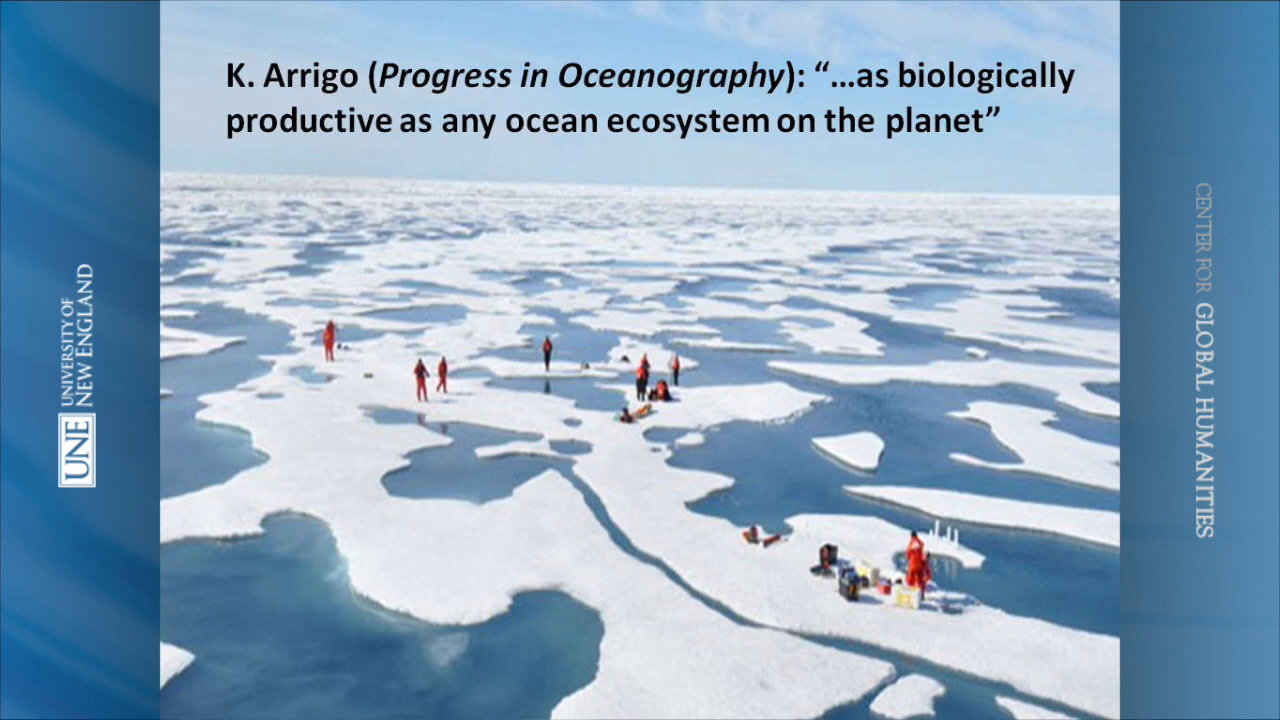 K. Arrigo (Progress in Oceanography): “…as biologically
productive as any ocean ecosystem on the planet”
UNE
UNIVERSITY OF
NEW ENGLAND
CENTER FOR GLOBAL HUMANITIES